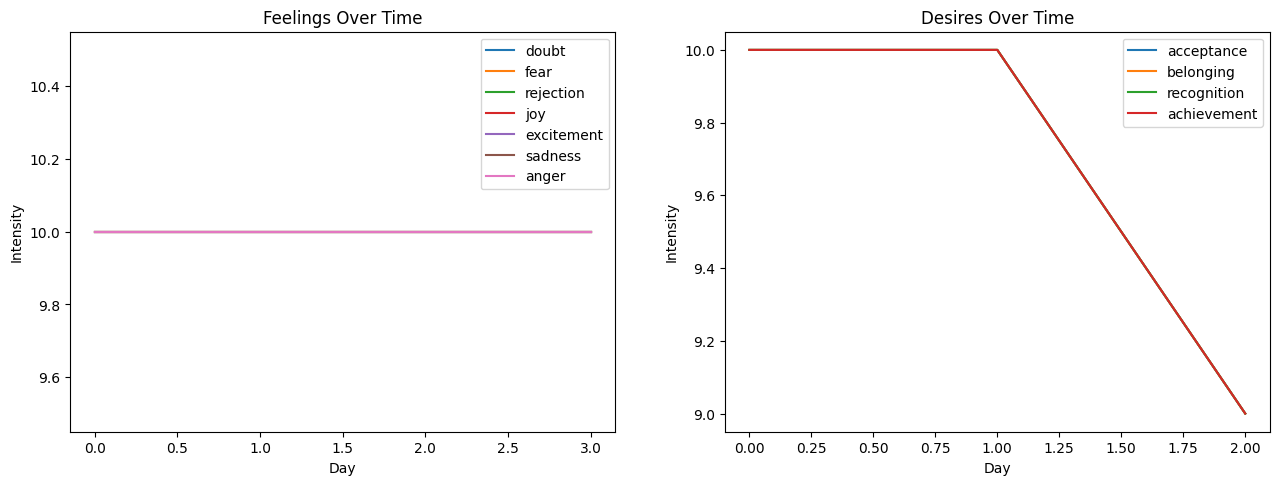 Feelings Over Time
Intensity
10.4
10.2
10.0
9.8
9.6
doubt
fear
rejection
joy
excitement
sadness
anger
0.0 0.5 1.0 1.5 2.0 2.5 3.0
Day
Desires Over Time
Intensity
10.0
9.8
9.6
9.4
9.2
9.0
acceptance
belonging
recognition
achievement
0.00 0.25 0.50 0.75 1.00 1.25 1.50 1.75 2.00
Day